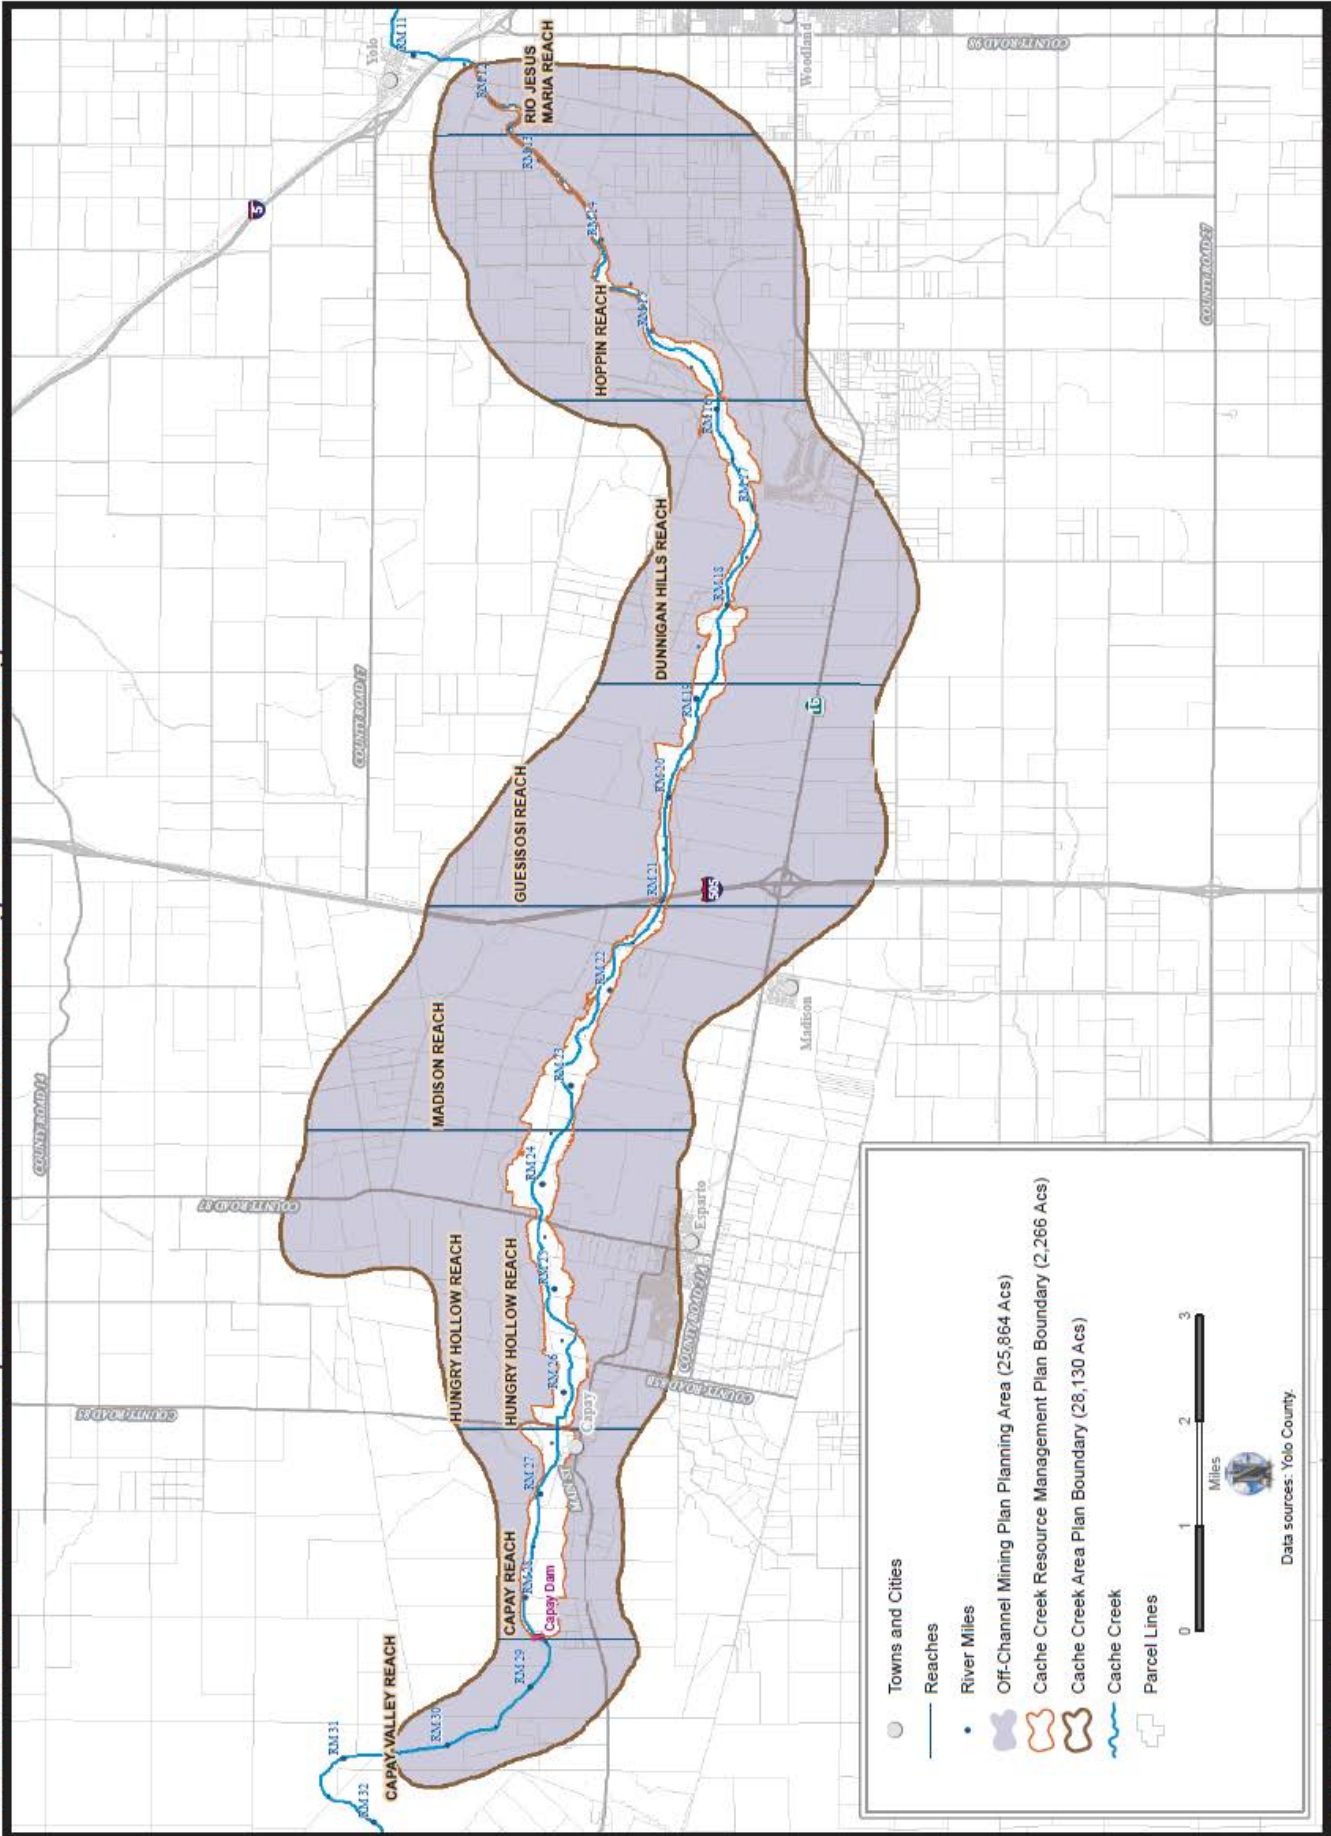 RM 32
RM 31
CAPAY VALLEY REACH
RM 30
RM 29
Capay Dam
RM 28
CAPAY REACH
RM 27
MAIN ST
Capay
COUNTY ROAD 85
COUNTY ROAD 85B
RM 26
HUNGRY HOLLOW REACH
HUNGRY HOLLOW REACH
RM 25
Esparto
COUNTY ROAD 87
RM 24
COUNTY ROAD 14
MADISON REACH
RM 23
Madison
RM 22
505
RM 21
GUESISOSI REACH
RM 20
COUNTY ROAD 17
16
RM 19
DUNNIGAN HILLS REACH
RM 18
RM 17
RM 16
HOPPIN REACH
RM 15
RM 14
COUNTY ROAD 27
5
RM 13
RIO JESUS
MARIA REACH
RM 12
RM 11
Yolo
Woodland
COUNTY ROAD 98
Towns and Cities
Reaches
River Miles
Off-Channel Mining Plan Planning Area (25,864 Acs)
Cache Creek Resource Management Plan Boundary (2,266 Acs)
Cache Creek Area Plan Boundary (28,130 Acs)
Cache Creek
Parcel Lines
0 1 2 3
Miles
N
Data sources: Yolo County.